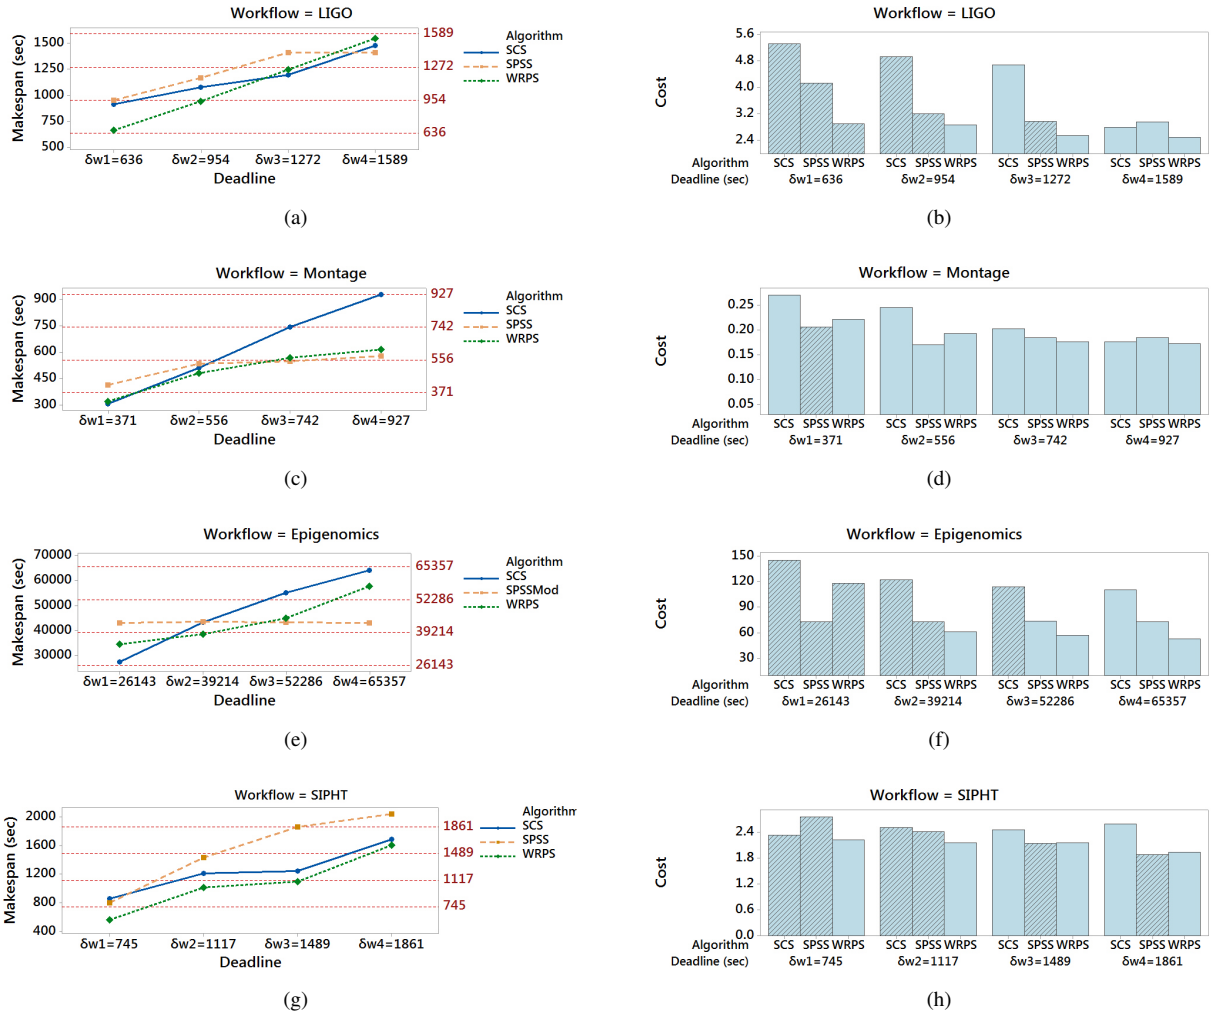 Workflow = LIGO
Makespan (sec)
1500
1250
1000
750
500
1589
1272
954
636
Algorithm
SCS
SPSS
WRPS
δw1=636 δw2=954 δw3=1272 δw4=1589
Deadline
(a)
Workflow = LIGO
Cost
5.6
4.8
4.0
3.2
2.4
Algorithm SCS SPSS WRPS SCS SPSS WRPS SCS SPSS WRPS SCS SPSS WRPS
Deadline (sec) δw1=636 δw2=954 δw3=1272 δw4=1589
(b)
Workflow = Montage
Makespan (sec)
900
750
600
450
300
927
742
556
371
Algorithm
SCS
SPSS
WRPS
δw1=371 δw2=556 δw3=742 δw4=927
Deadline
(c)
Workflow = Montage
Cost
0.25
0.20
0.15
0.10
0.05
Algorithm SCS SPSS WRPS SCS SPSS WRPS SCS SPSS WRPS SCS SPSS WRPS
Deadline (sec) δw1=371 δw2=556 δw3=742 δw4=927
(d)
Workflow = Epigenomics
Makespan (sec)
70000
60000
50000
40000
30000
65357
52286
39214
26143
Algorithm
SCS
SPSSMod
WRPS
δw1=26143 δw2=39214 δw3=52286 δw4=65357
Deadline
(e)
Workflow = Epigenomics
Cost
150
120
90
60
30
Algorithm SCS SPSS WRPS SCS SPSS WRPS SCS SPSS WRPS SCS SPSS WRPS
Deadline (sec) δw1=26143 δw2=39214 δw3=52286 δw4=65357
(f)
Workflow = SIPHT
Makespan (sec)
2000
1600
1200
800
400
1861
1489
1117
745
Algorithm
SCS
SPSS
WRPS
δw1=745 δw2=1117 δw3=1489 δw4=1861
Deadline
(g)
Workflow = SIPHT
Cost
2.4
1.8
1.2
0.6
0.0
Algorithm SCS SPSS WRPS SCS SPSS WRPS SCS SPSS WRPS SCS SPSS WRPS
Deadline (sec) δw1=745 δw2=1117 δw3=1489 δw4=1861
(h)